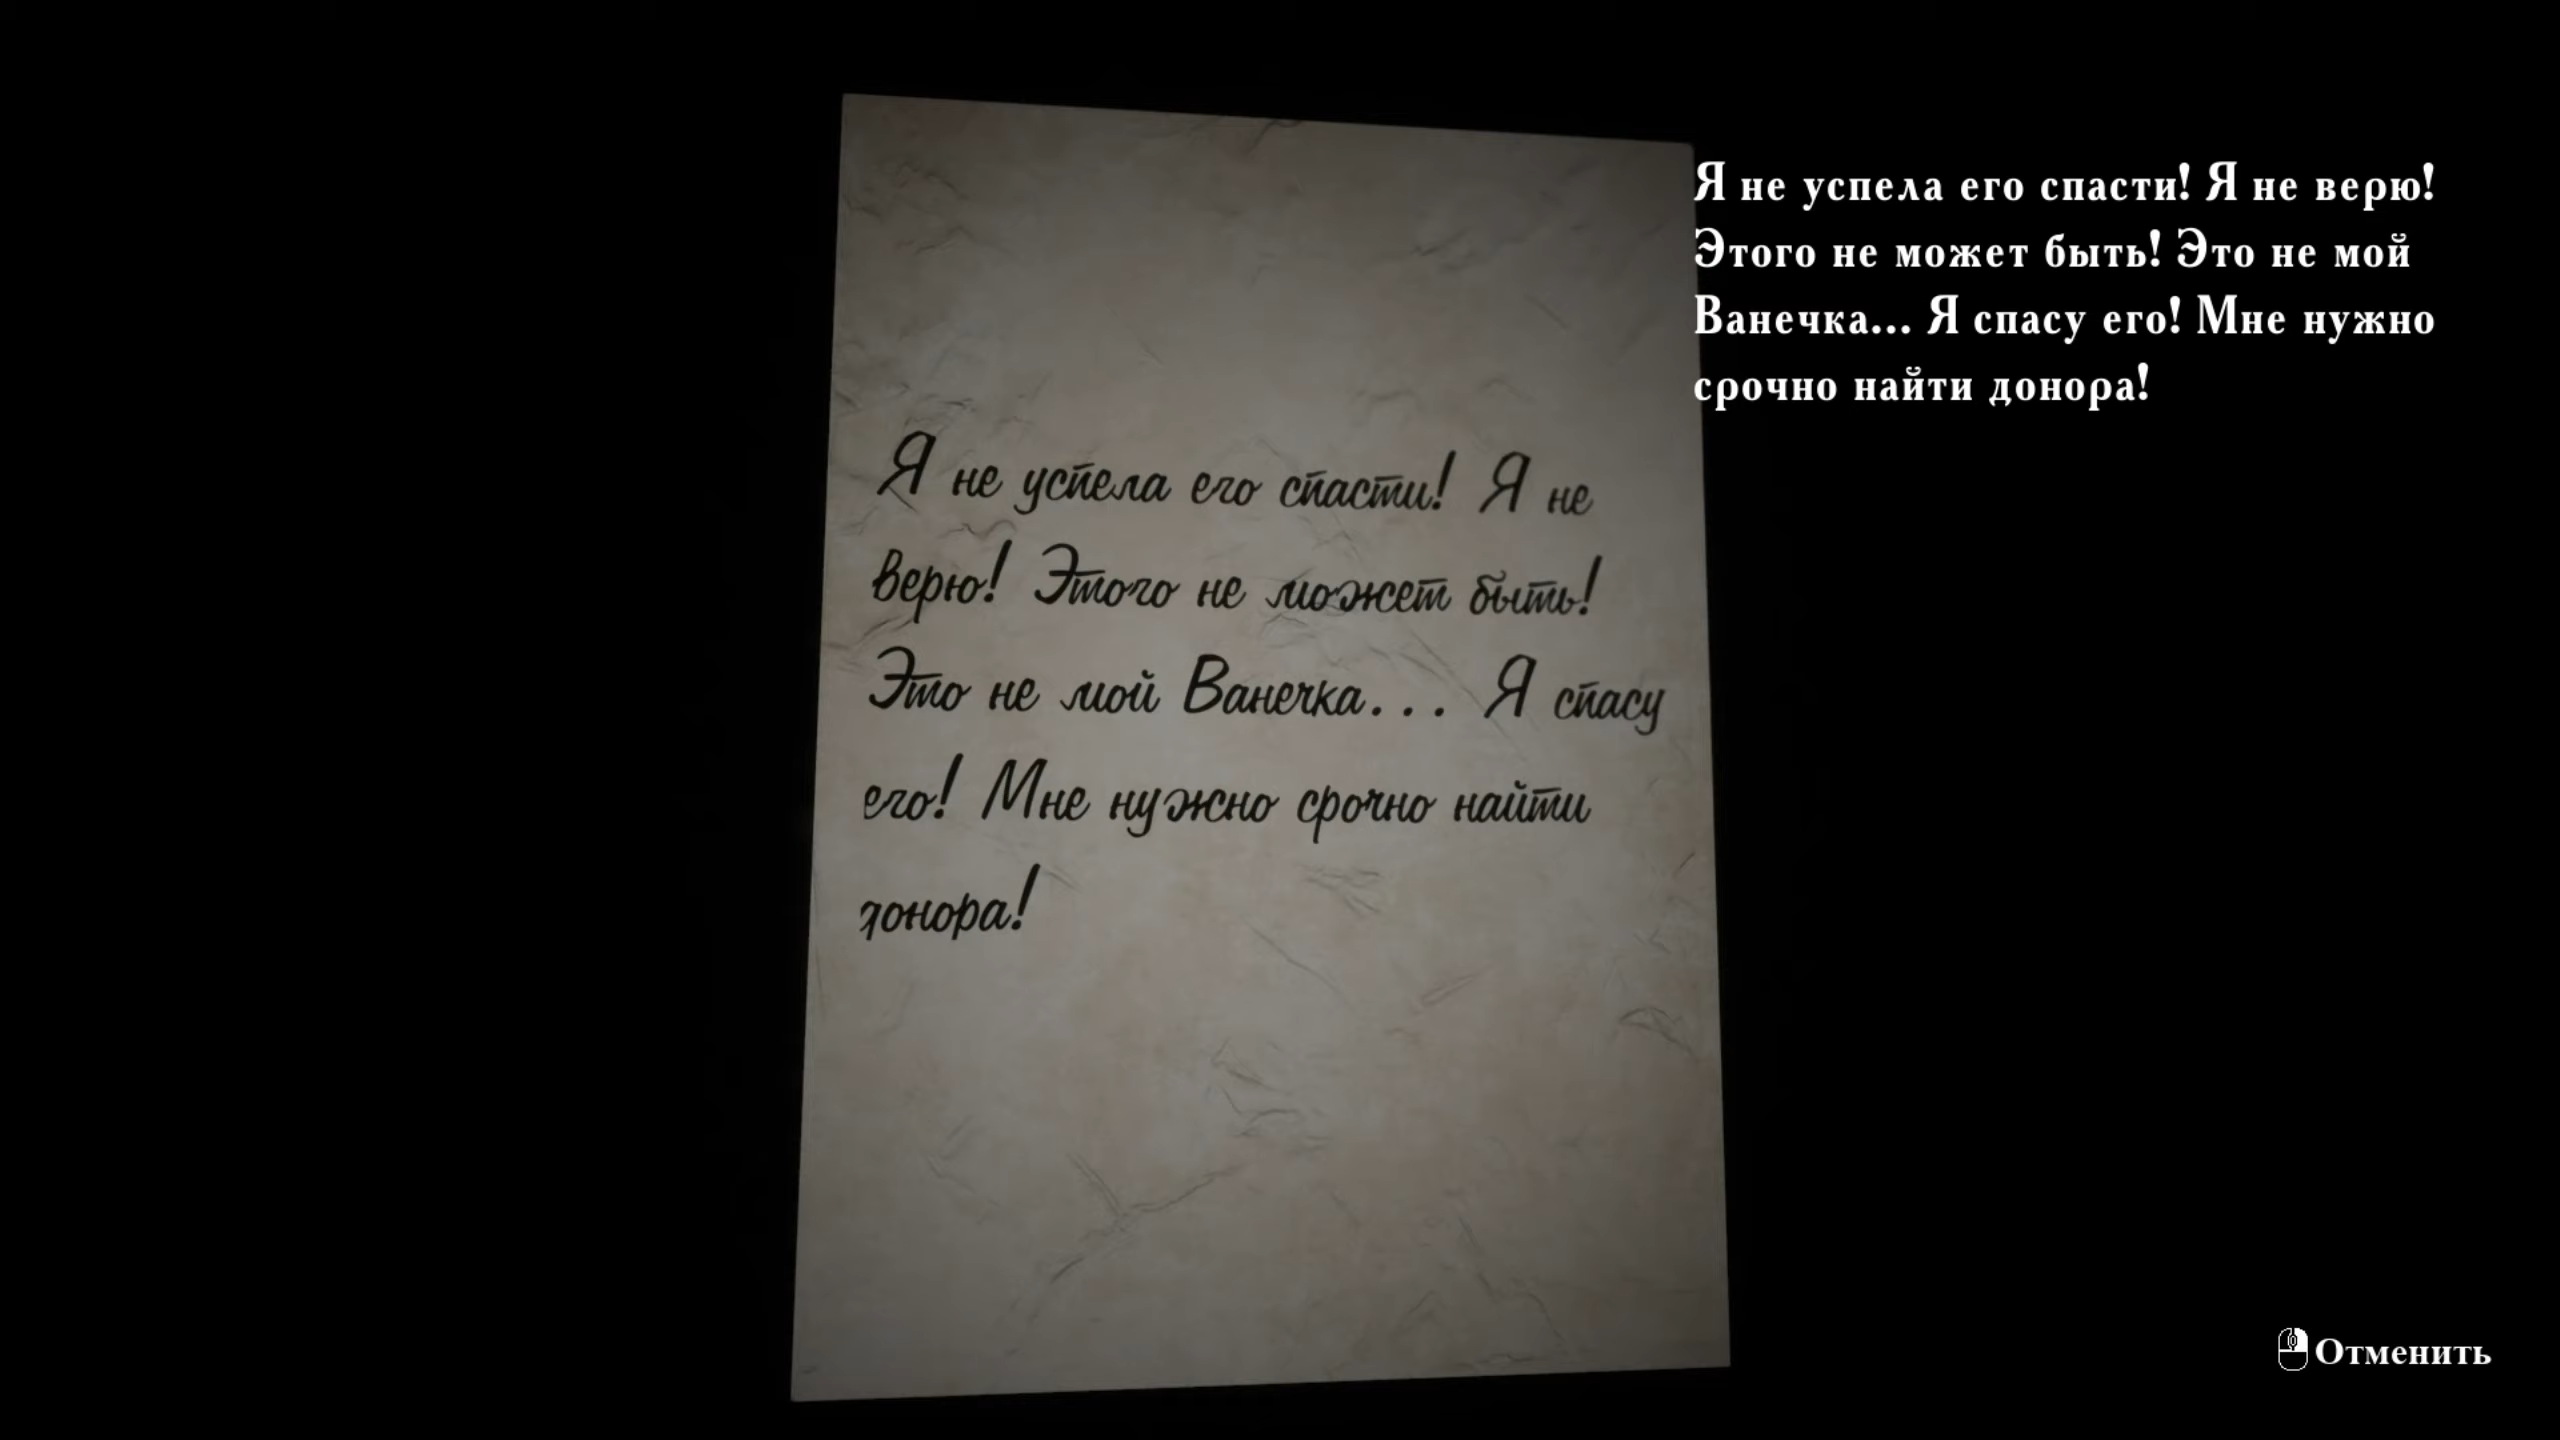 Я не успела его спасти! Я не
верю! Этого не может быть!
Это не мой Ванечка... Я спасу
его! Мне нужно срочно найти
донора!
Я не успела его спасти! Я не верю!
Этого не может быть! Это не мой
Ванечка... Я спасу его! Мне нужно
срочно найти донора!
Отменить